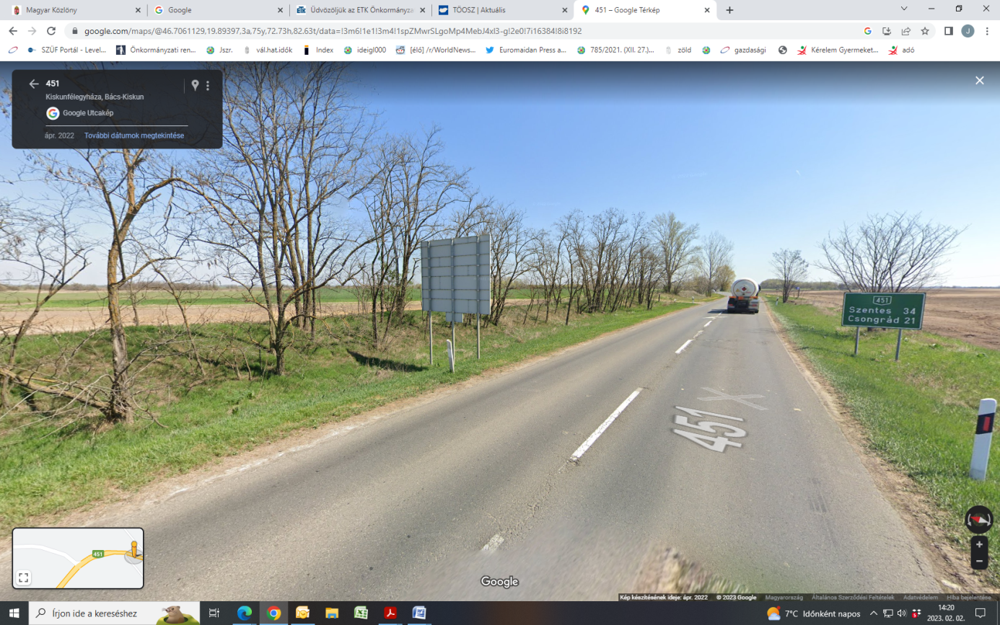 Magyar Közlöny
Google
Üdvözöljük az ETK Önkormányza
TÖOSZ | Aktuális
451 – Google Térkép
google.com/maps/@46.7061129,19.89397,3a,75y,72.73h,82.63t/data=!3m6!1e1!3m4!1spZMwrSLgoMp4MebJ4xl3-g!2e0!7i16384!8i8192
SZÜF Portál - Level...
Önkormányzati ren...
Jszr.
vál.hat.idők
Index
ideigl000
[élő] /r/WorldNews...
Euromaidan Press a...
785/2021. (XII. 27.)...
zöld
gazdasági
Kérelem Gyermeket...
adó
451
Kiskunfélegyháza, Bács-Kiskun
Google Utcakép
ápr. 2022 További dátumok megtekintése
451
Szentes 34
Csongrád 21
451
451
Google
Kép készítésének ideje: ápr. 2022 © 2023 Google Magyarország Általános Szerződési Feltételek Adatvédelem Hiba bejelentése
Írjon ide a kereséshez
7°C Időnként napos
14:20
2023. 02. 02.